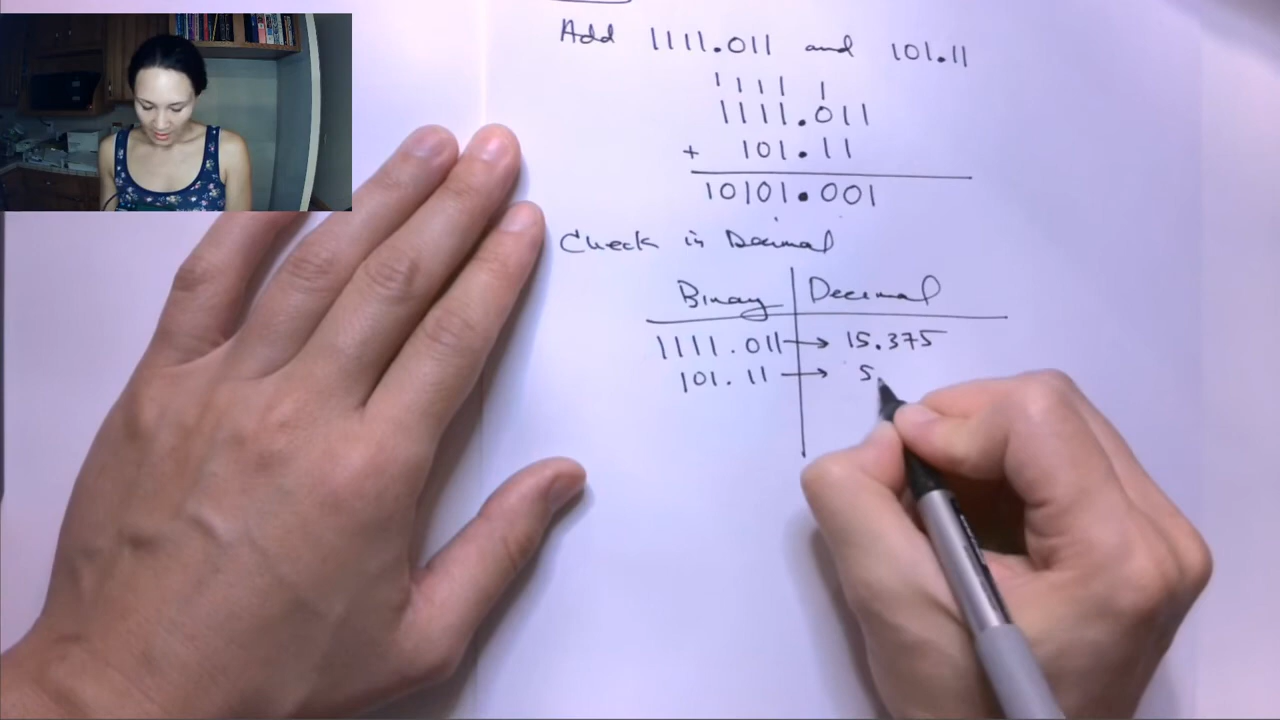 Add 1111.011 and 101.11
1111 1
1111.011
+ 101.11
10101.001
Check in Decimal
Binary Decimal
1111.011 → 15.375
101.11 → 5